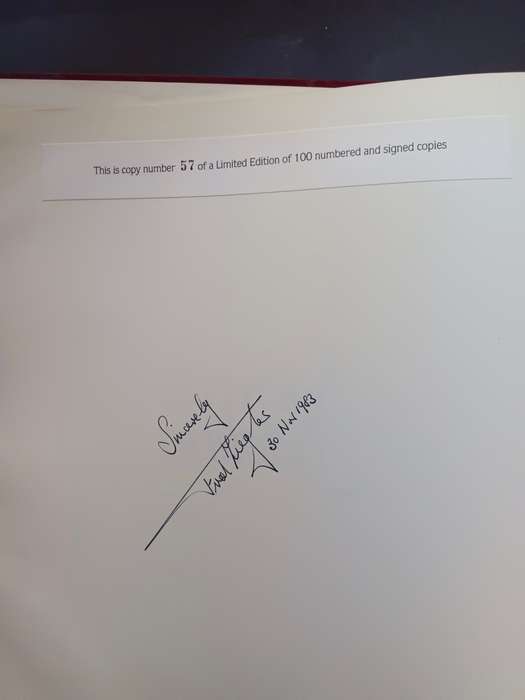 This is copy number 57 of a Limited Edition of 100 numbered and signed copies
Sincerely
30 Nov 1983